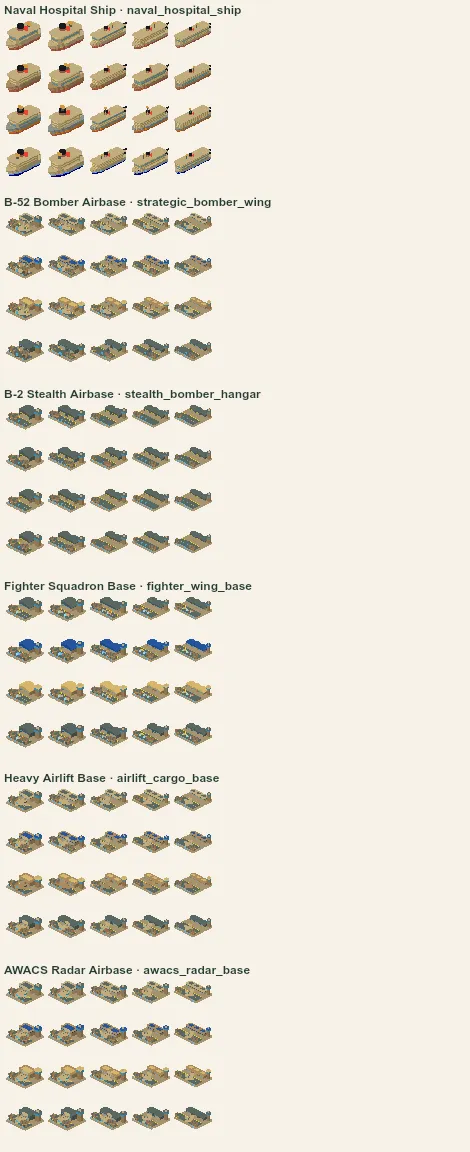 Naval Hospital Ship · naval_hospital_ship
B-52 Bomber Airbase · strategic_bomber_wing
B-2 Stealth Airbase · stealth_bomber_hangar
Fighter Squadron Base · fighter_wing_base
Heavy Airlift Base · airlift_cargo_base
AWACS Radar Airbase · awacs_radar_base